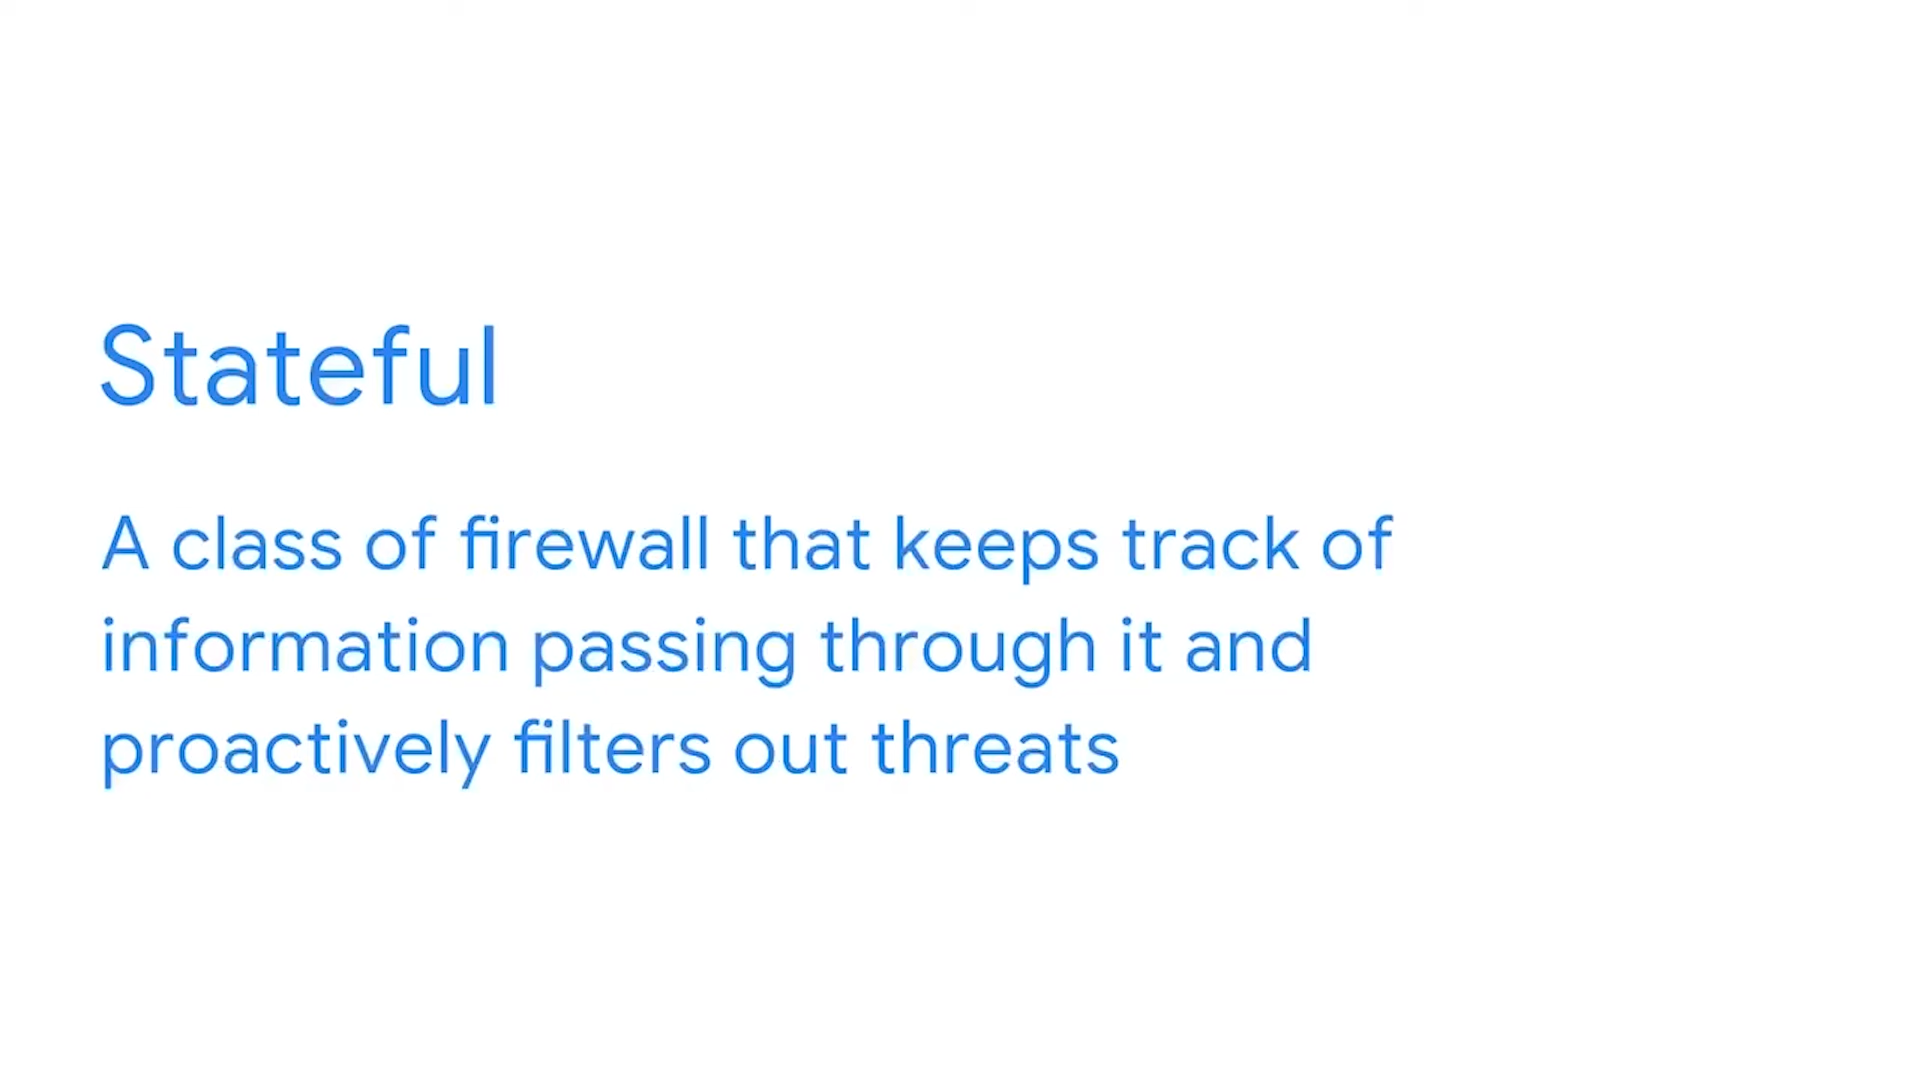 Stateful
A class of firewall that keeps track of
information passing through it and
proactively filters out threats